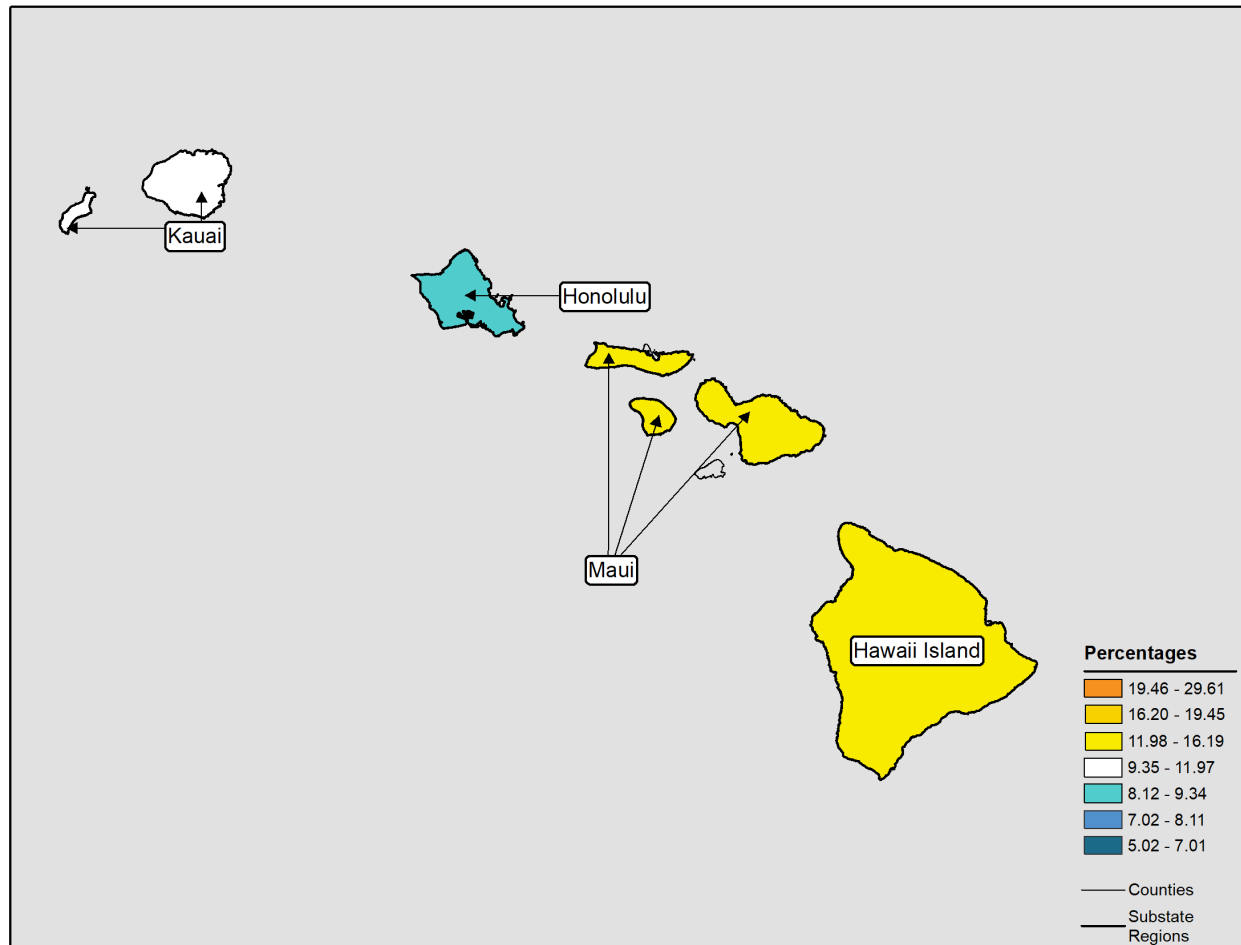 Kauai
Honolulu
Maui
Hawaii Island
Percentages
19.46 - 29.61
16.20 - 19.45
11.98 - 16.19
9.35 - 11.97
8.12 - 9.34
7.02 - 8.11
5.02 - 7.01
Counties
Substate
Regions